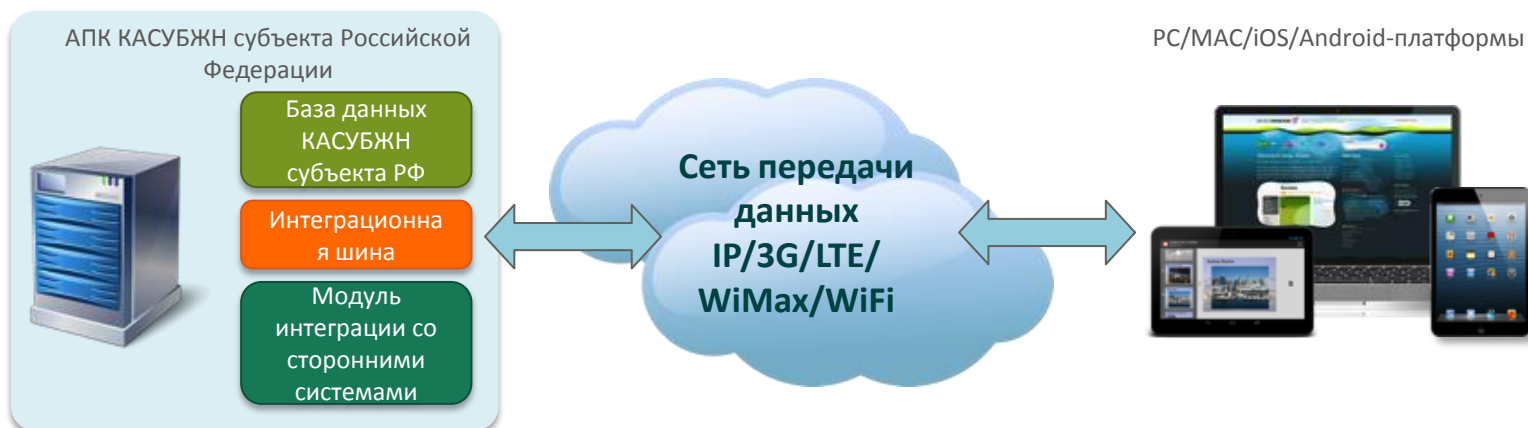 АПК КАСУБЖН субъекта Российской
Федерации
База данных
КАСУБЖН
субъекта РФ
Интеграционна
я шина
Модуль
интеграции со
сторонними
системами
Сеть передачи
данных
IP/3G/LTE/
WiMax/WiFi
PC/MAC/iOS/Android-платформы